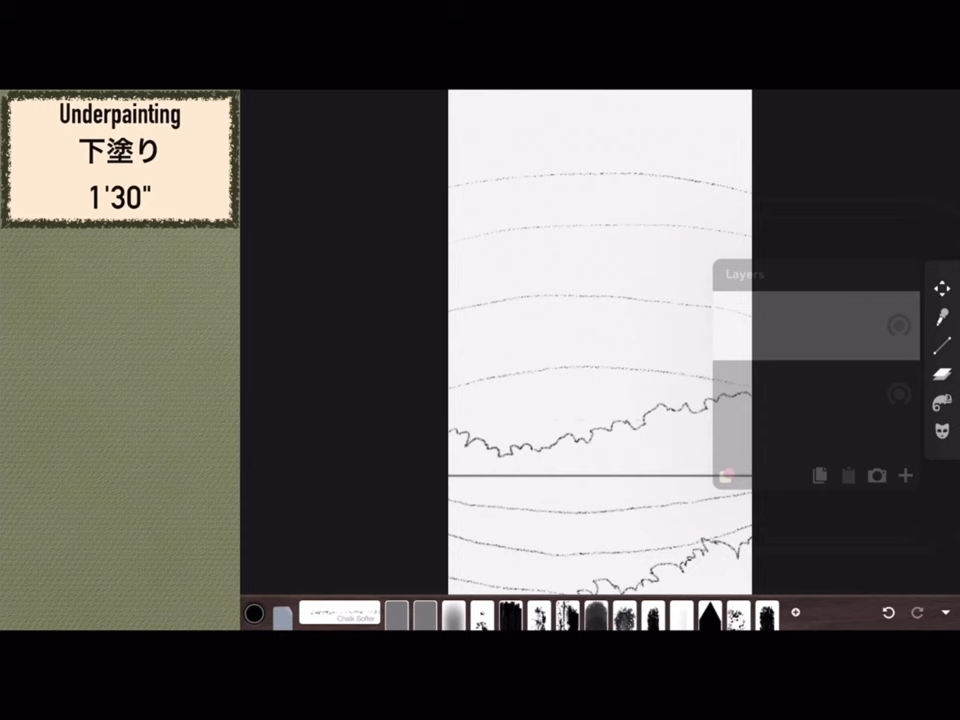 Underpainting
下塗り
1'30"
Layers
Chalk Softer